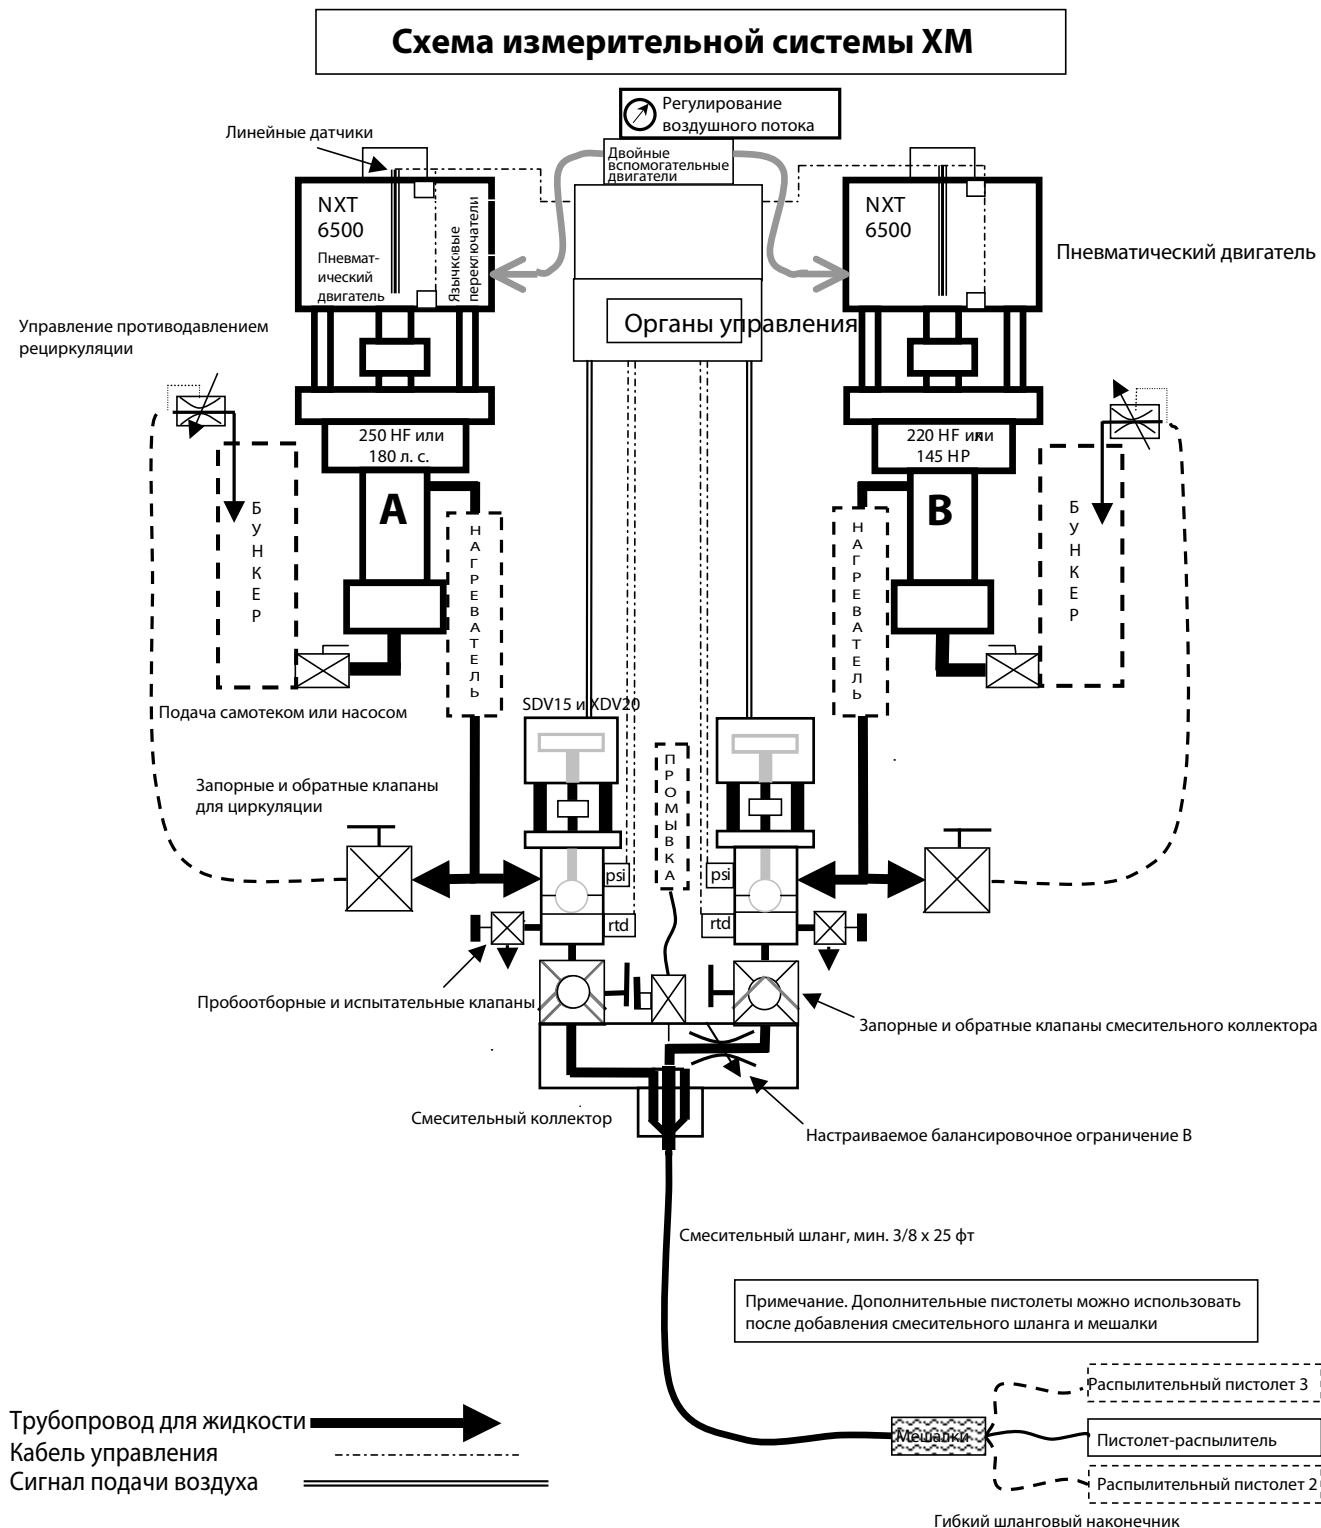 Схема измерительной системы XM
Регулирование
воздушного потока
Линейные датчики
Двойные
вспомогательные
двигатели
NXT
6500
Пневмат-
ический
двигатель
Язычковые
переключатели
NXT
6500
Пневматический двигатель
Органы управления
Управление противодавлением
рециркуляции
250 HF или
180 л. с.
220 HF или
145 HP
A
B
БУНКЕР
НАГРЕВАТЕЛЬ
НАГРЕВАТЕЛЬ
БУНКЕР
Подача самотеком или насосом
SDV15 и XDV20
ПРОМЫВКА
Запорные и обратные клапаны
для циркуляции
psi
psi
rtd
rtd
Пробоотборные и испытательные клапаны
Запорные и обратные клапаны смесительного коллектора
Смесительный коллектор
Настраиваемое балансировочное ограничение B
Смесительный шланг, мин. 3/8 x 25 фт
Примечание. Дополнительные пистолеты можно использовать
после добавления смесительного шланга и мешалки
Распылительный пистолет 3
Мешалки
Пистолет-распылитель
Распылительный пистолет 2
Гибкий шланговый наконечник
Трубопровод для жидкости
Кабель управления
Сигнал подачи воздуха